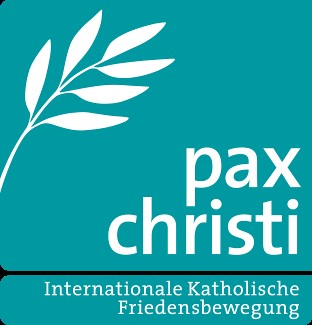 pax
christi
Internationale Katholische
Friedensbewegung